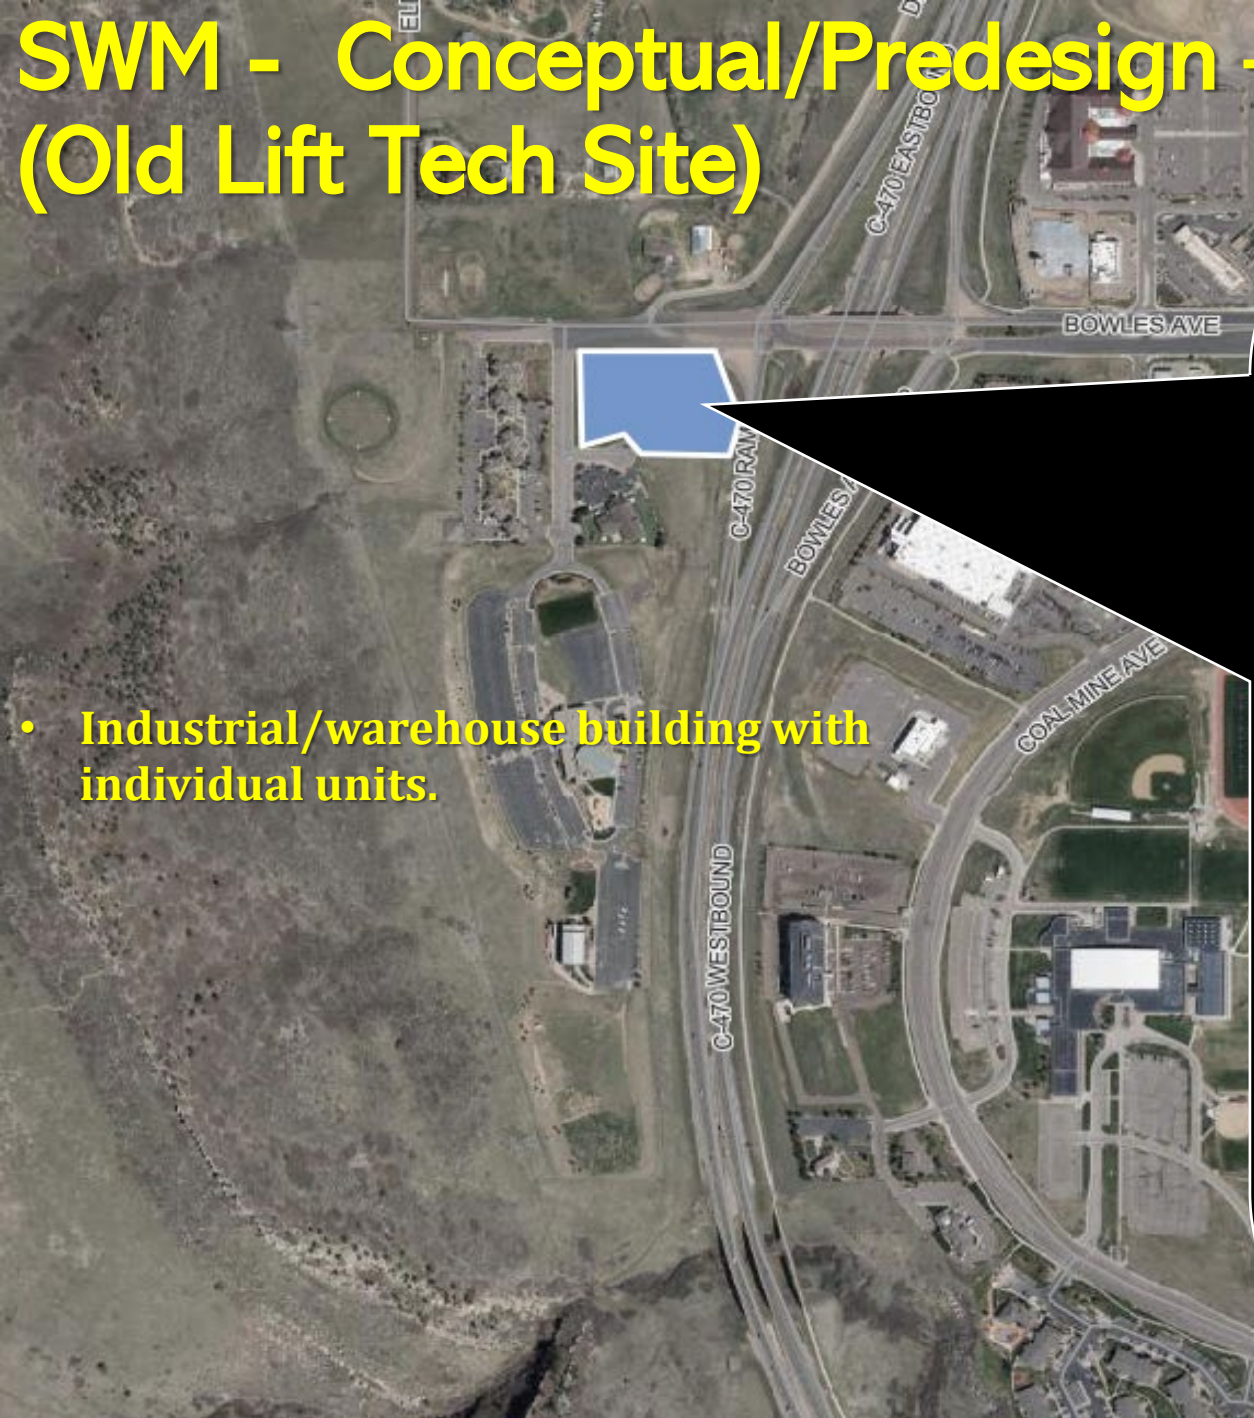 SWM - Conceptual/Predesign -
(Old Lift Tech Site)
C-470 EASTBO
BOWLES AVE
C-470 RAM
BOWLES A
COAL MINE AVE
• Industrial/warehouse building with
individual units.
C-470 WESTBOUND